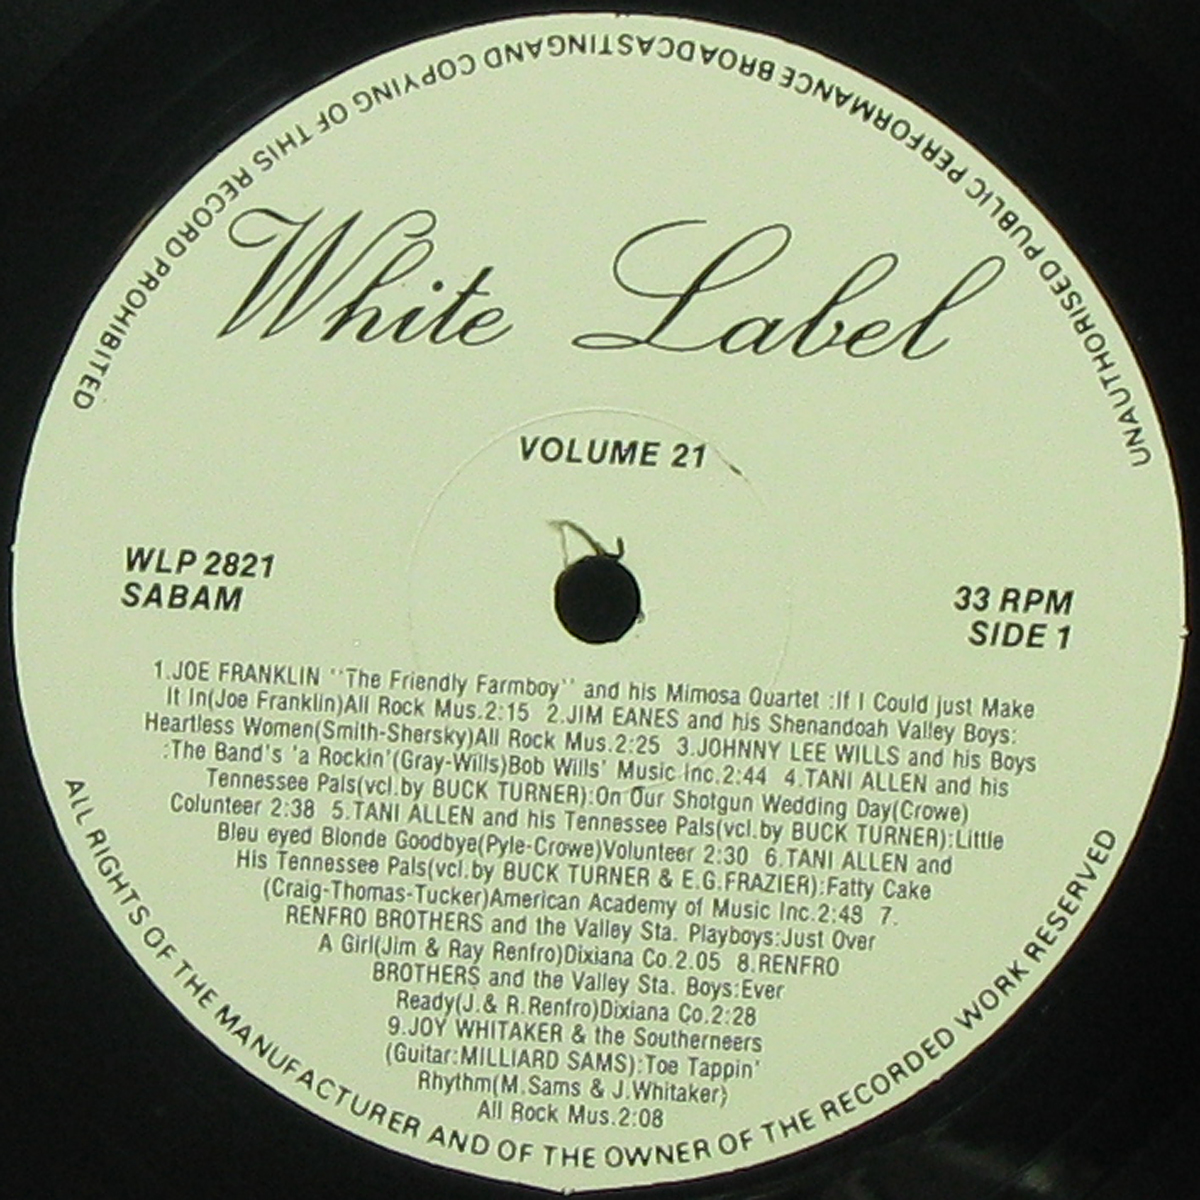 UNAUTHORISED PUBLIC PERFORMANCE BROADCASTINGAND COPYING OF THIS RECORD PROHIBITED
White Label
VOLUME 21
WLP 2821
SABAM
33 RPM
SIDE 1
1.JOE FRANKLIN "The Friendly Farmboy" and his Mimosa Quartet :If I Could just Make
It In(Joe Franklin)All Rock Mus.2:15 2.JIM EANES and his Shenandoah Valley Boys:
Heartless Women(Smith-Shersky)All Rock Mus.2:25 3.JOHNNY LEE WILLS and his Boys
:The Band's 'a Rockin'(Gray-Wills)Bob Wills' Music Inc.2:44 4.TANI ALLEN and his
Tennessee Pals(vcl.by BUCK TURNER):On Our Shotgun Wedding Day(Crowe)
Colunteer 2:38 5.TANI ALLEN and his Tennessee Pals(vcl.by BUCK TURNER):Little
Bleu eyed Blonde Goodbye(Pyle-Crowe)Volunteer 2:30 6.TANI ALLEN and
His Tennessee Pals(vcl.by BUCK TURNER & E.G.FRAZIER):Fatty Cake
(Craig-Thomas-Tucker)American Academy of Music Inc.2:48 7.
RENFRO BROTHERS and the Valley Sta. Playboys:Just Over
A Girl(Jim & Ray Renfro)Dixiana Co.2.05 8.RENFRO
BROTHERS and the Valley Sta. Boys:Ever
Ready(J.& R.Renfro)Dixiana Co.2:28
9.JOY WHITAKER & the Southerneers
(Guitar:MILLIARD SAMS):Toe Tappin'
Rhythm(M.Sams & J.Whitaker)
All Rock Mus.2:08
ALL RIGHTS OF THE MANUFACTURER AND OF THE OWNER OF THE RECORDED WORK RESERVED